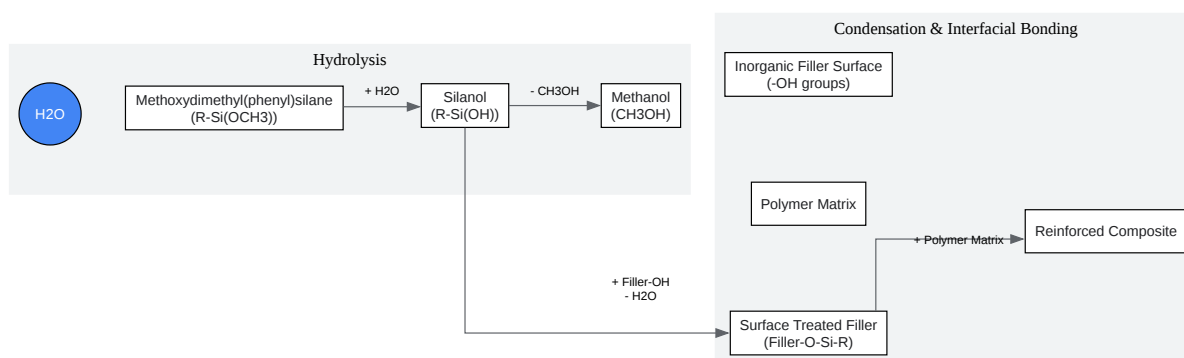 Hydrolysis
H2O
Methoxydimethyl(phenyl)silane
(R-Si(OCH3))
+ H2O
Silanol
(R-Si(OH))
- CH3OH
Methanol
(CH3OH)
Condensation & Interfacial Bonding
Inorganic Filler Surface
(-OH groups)
Polymer Matrix
+ Polymer Matrix
Reinforced Composite
+ Filler-OH
- H2O
Surface Treated Filler
(Filler-O-Si-R)